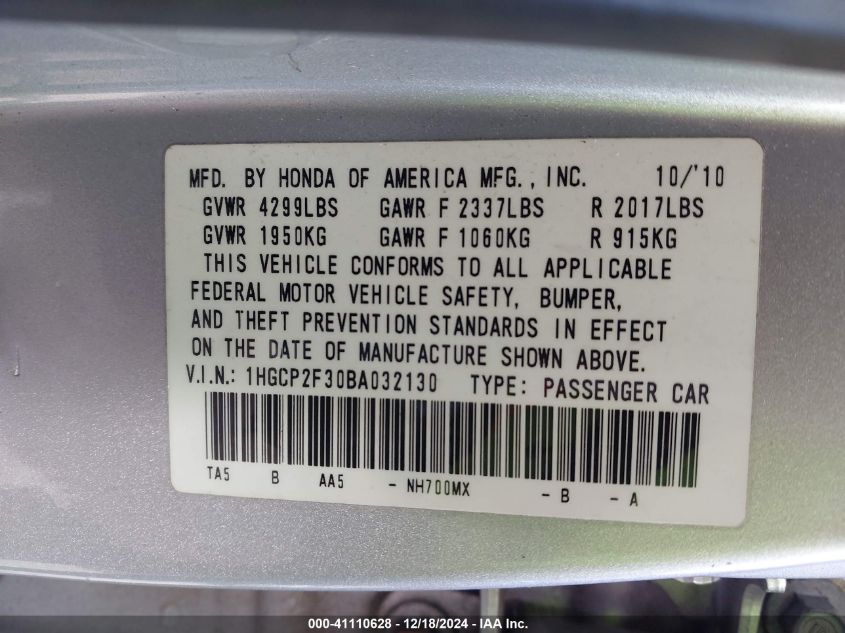 MFD. BY HONDA OF AMERICA MFG., INC. 10/'10
GVWR 4299LBS GAWR F 2337LBS R 2017LBS
GVWR 1950KG GAWR F 1060KG R 915KG
THIS VEHICLE CONFORMS TO ALL APPLICABLE
FEDERAL MOTOR VEHICLE SAFETY, BUMPER,
AND THEFT PREVENTION STANDARDS IN EFFECT
ON THE DATE OF MANUFACTURE SHOWN ABOVE.
V.I.N.: 1HGCP2F30BA032130 TYPE: PASSENGER CAR
TA5 B AA5 - NH700MX - B - A
000-41110628 - 12/18/2024 - IAA Inc.